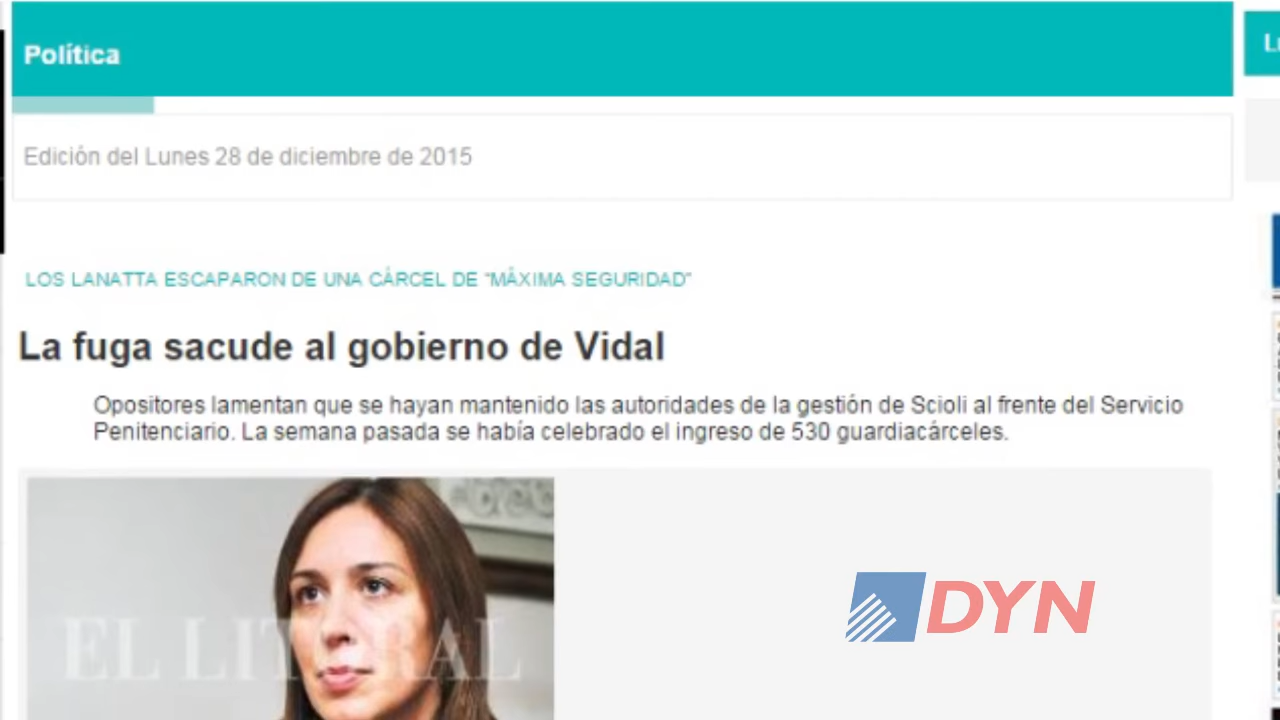 Política
Edición del Lunes 28 de diciembre de 2015
LOS LANATTA ESCAPARON DE UNA CÁRCEL DE "MÁXIMA SEGURIDAD"
La fuga sacude al gobierno de Vidal
Opositores lamentan que se hayan mantenido las autoridades de la gestión de Scioli al frente del Servicio
Penitenciario. La semana pasada se había celebrado el ingreso de 530 guardiacárceles.
DYN